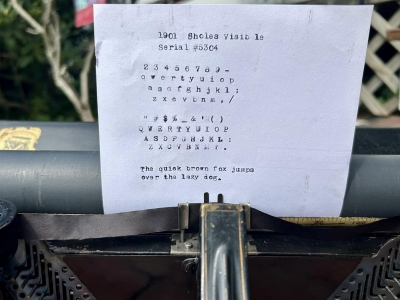 1901 Sholes Visible
Serial #5304
2 3 4 5 6 7 8 9 -
q w e r t y u i o p
a s d f g h j k l ;
z x c v b n m , /
" # $ % _ & ' ( )
Q W E R T Y U I O P
A S D F G H J K L :
Z X C V B N M . 
The quick brown fox jumps
over the lazy dog.